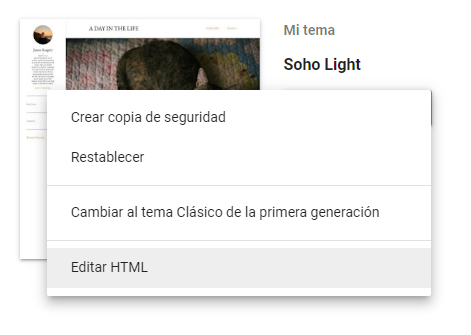 A DAY IN THE LIFE
Mi tema
Soho Light
Crear copia de seguridad
Restablecer
Cambiar al tema Clásico de la primera generación
Editar HTML